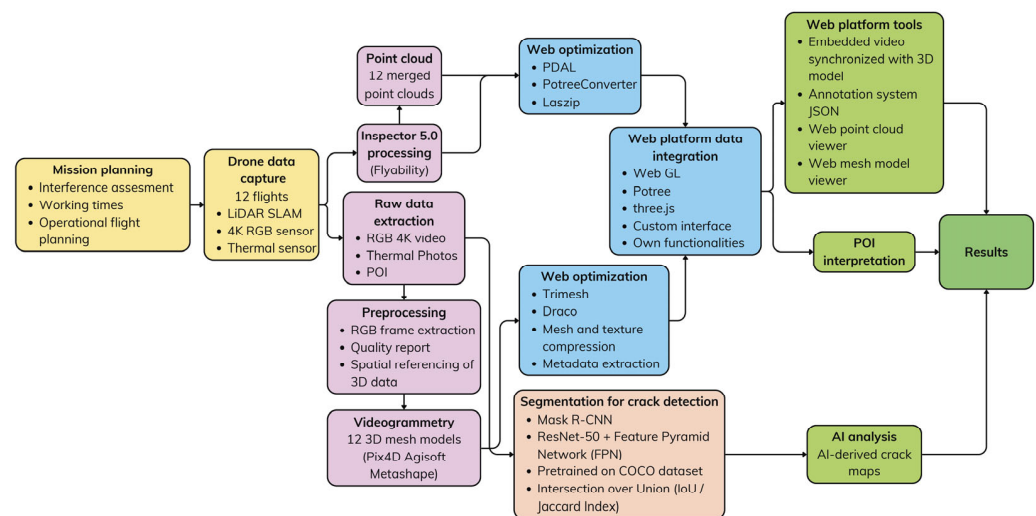 Mission planning
• Interference assesment
• Working times
• Operational flight
planning
Drone data
capture
12 flights
• LiDAR SLAM
• 4K RGB sensor
• Thermal sensor
Point cloud
12 merged
point clouds
Inspector 5.0
processing
(Flyability)
Raw data
extraction
• RGB 4K video
• Thermal Photos
• POI
Preprocessing
• RGB frame extraction
• Quality report
• Spatial referencing of
3D data
Videogrammetry
12 3D mesh models
(Pix4D Agisoft
Metashape)
Web optimization
• PDAL
• PotreeConverter
• Laszip
Web optimization
• Trimesh
• Draco
• Mesh and texture
compression
• Metadata extraction
Segmentation for crack detection
• Mask R-CNN
• ResNet-50 + Feature Pyramid
Network (FPN)
• Pretrained on COCO dataset
• Intersection over Union (IoU /
Jaccard Index)
Web platform data
integration
• Web GL
• Potree
• three.js
• Custom interface
• Own functionalities
Web platform tools
• Embedded video
synchronized with 3D
model
• Annotation system
JSON
• Web point cloud
viewer
• Web mesh model
viewer
POI
interpretation
AI analysis
AI-derived crack
maps
Results